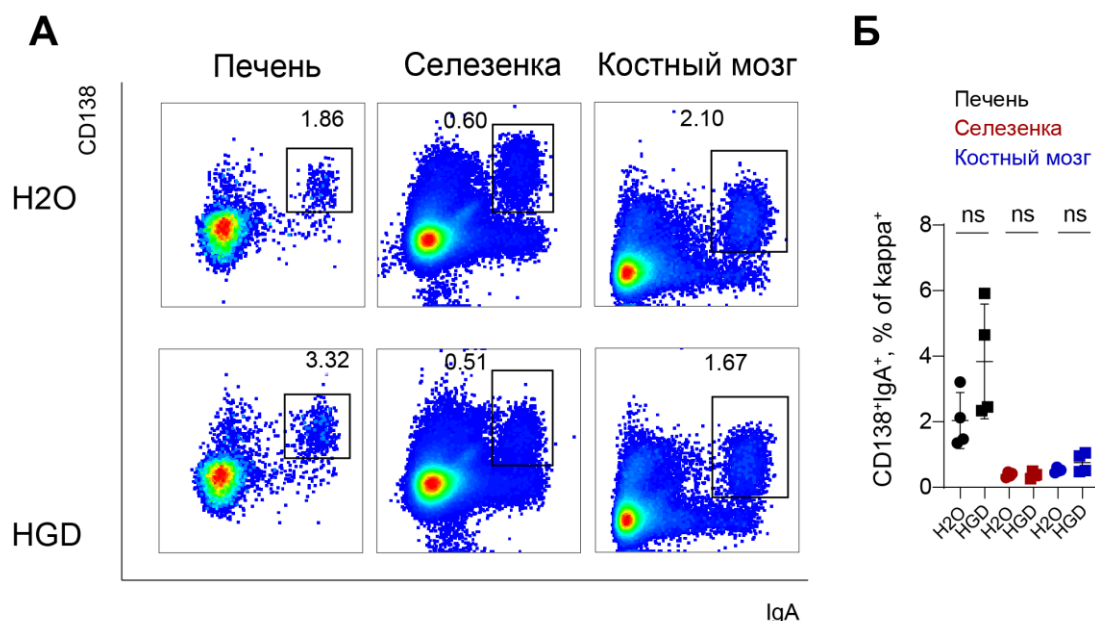 А
Печень Селезенка Костный мозг
CD138
H2O
1.86
0.60
2.10
HGD
3.32
0.51
1.67
IgA
Б
Печень
Селезенка
Костный мозг
ns ns ns
CD138+IgA+, % of kappa+
8
6
4
2
0
H2O HGD H2O HGD H2O HGD